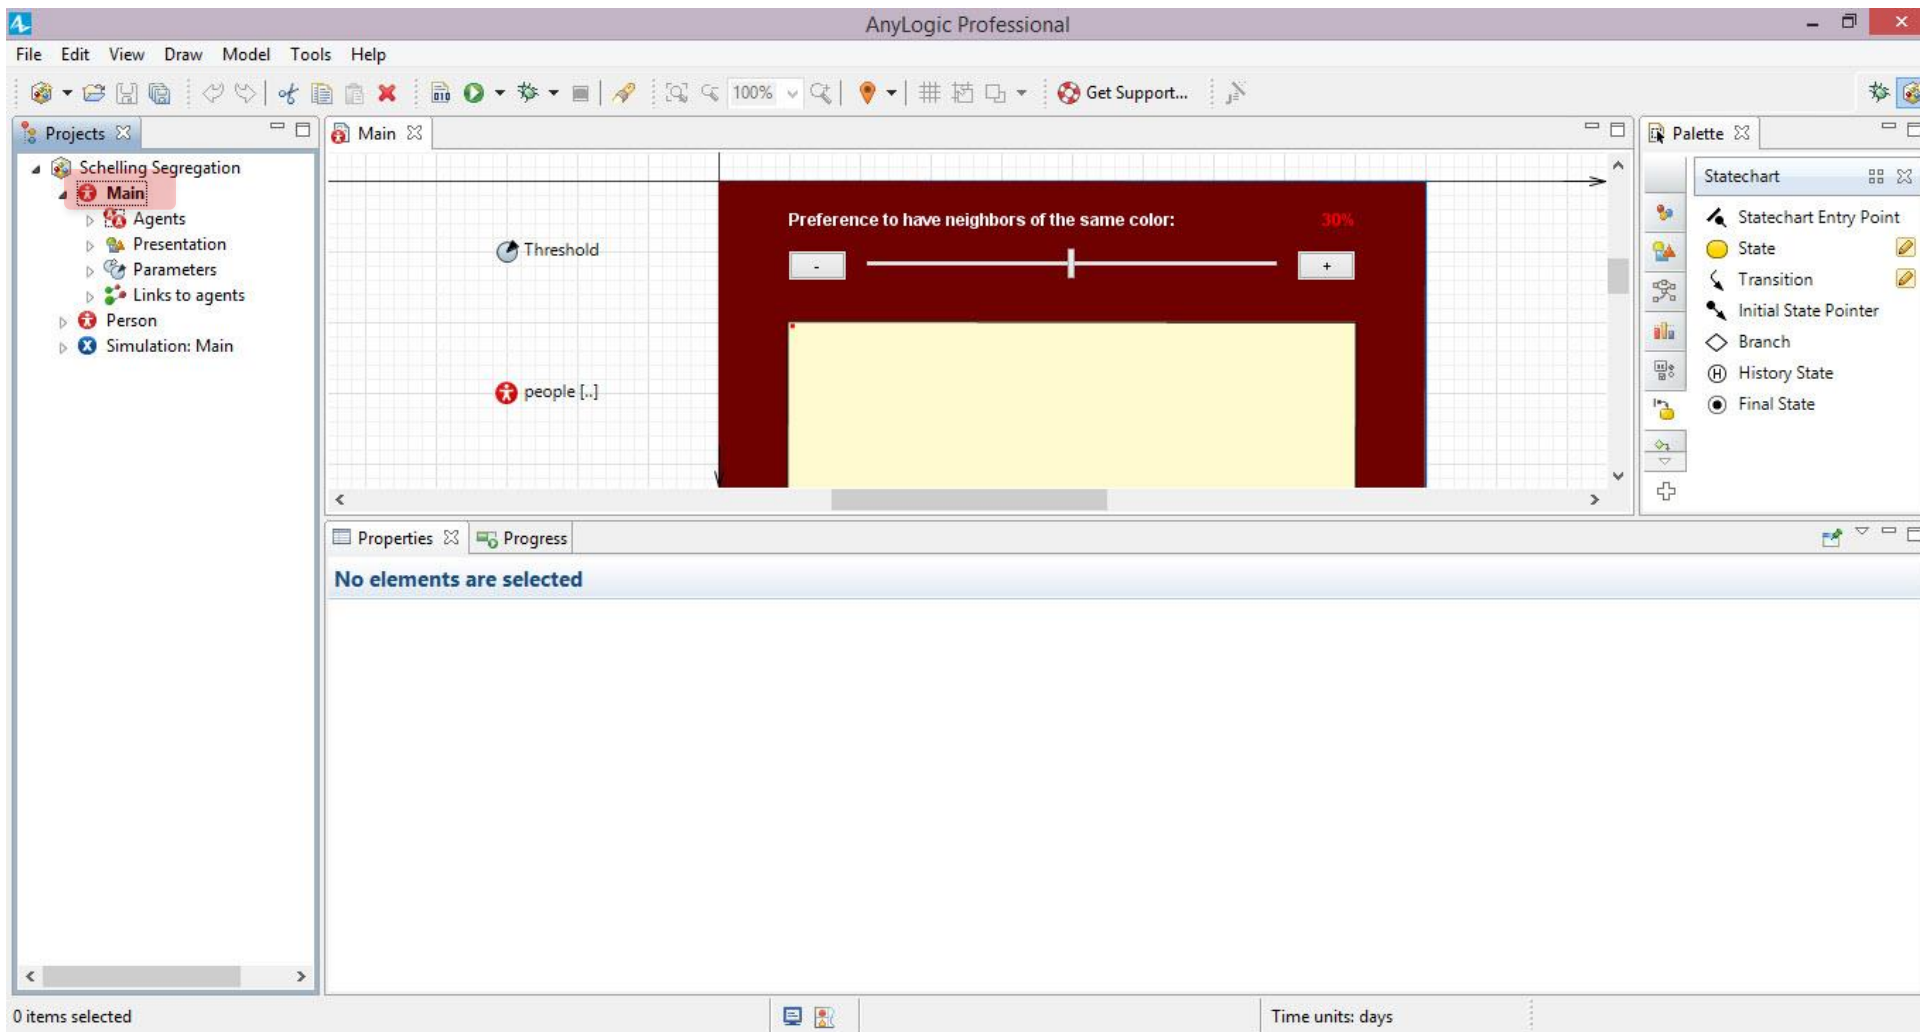 AnyLogic Professional
File Edit View Draw Model Tools Help
100% Get Support...
Projects
Schelling Segregation
Main
Agents
Presentation
Parameters
Links to agents
Person
Simulation: Main
Main
Threshold
people [..]
Preference to have neighbors of the same color: 30%
- +
Palette
Statechart
Statechart Entry Point
State
Transition
Initial State Pointer
Branch
History State
Final State
Properties Progress
No elements are selected
0 items selected
Time units: days